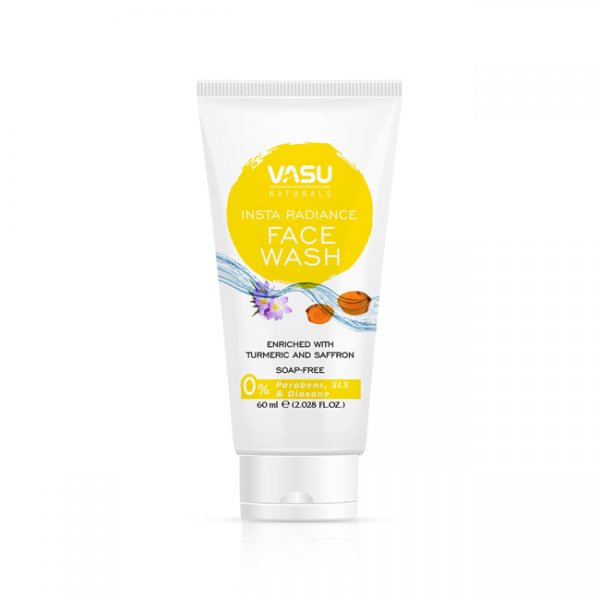 VASU
NATURALS
INSTA RADIANCE
FACE
WASH
ENRICHED WITH
TURMERIC AND SAFFRON
SOAP-FREE
0% Parabens, SLS
& Dioxane
60 ml ℮ (2.028 FL.OZ.)